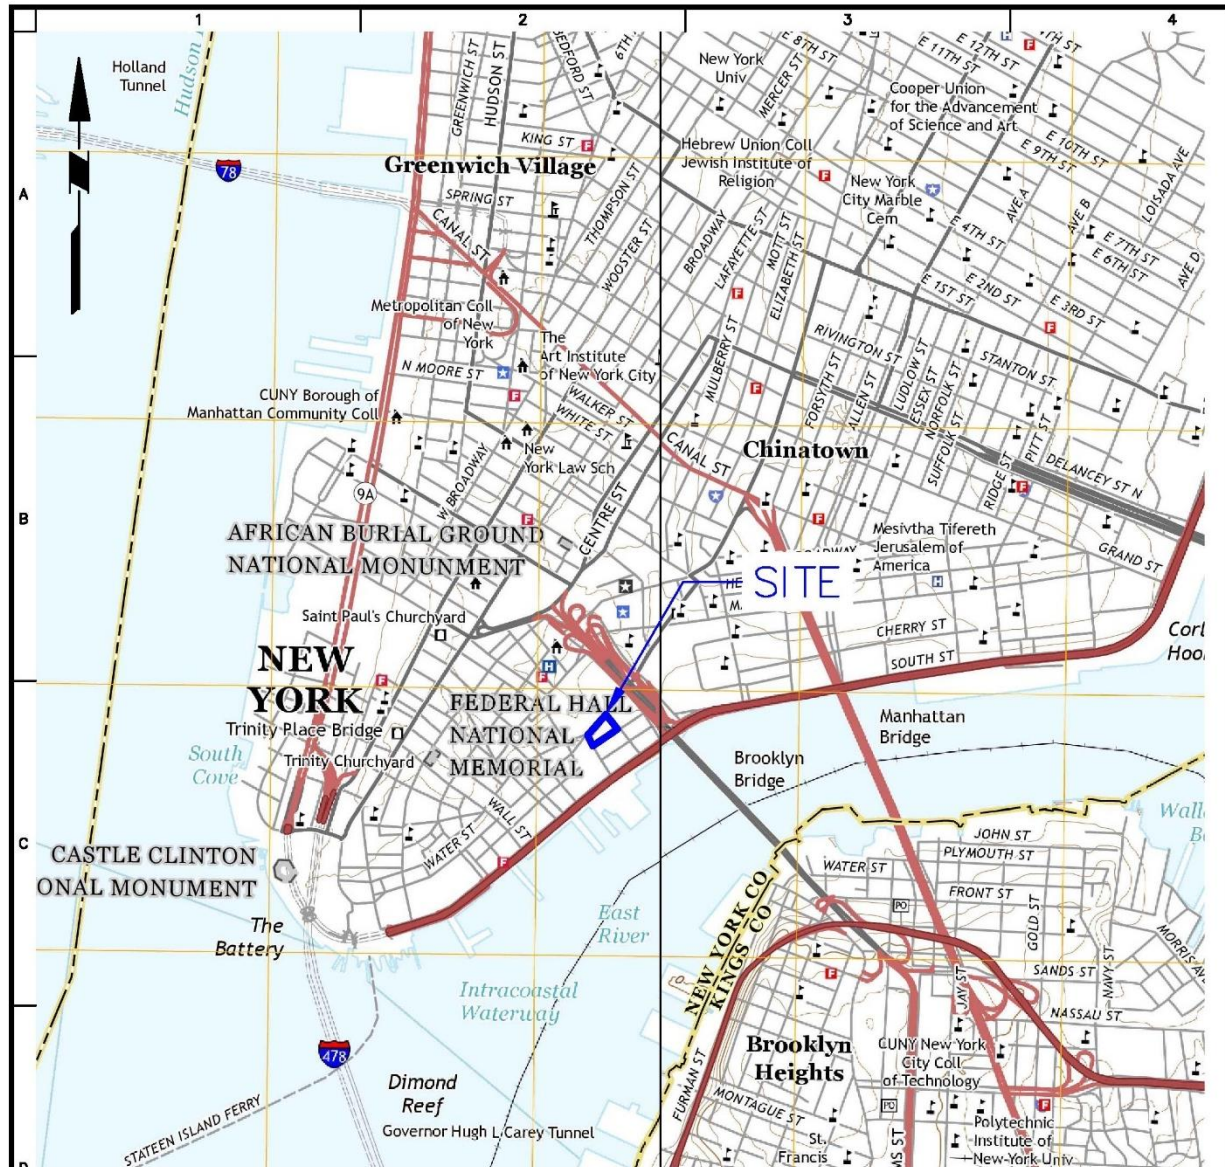 1
2
3
4
A
B
C
Holland
Tunnel
78
GREENWICH ST
HUDSON ST
BEDFORD ST
6TH
KING ST
Greenwich Village
SPRING ST
CANAL ST
THOMPSON ST
WOOSTER ST
New York
Univ
MERCER ST
E 8TH ST
E 11TH ST
E 12TH ST
Cooper Union
for the Advancement
of Science and Art
E 10TH ST
E 9TH ST
Hebrew Union Coll
Jewish Institute of
Religion
New York
City Marble
Cem
AVE A
AVE B
LOISADA AVE
AVE D
E 7TH ST
E 6TH ST
E 4TH ST
E 2ND ST
E 3RD ST
E 1ST ST
BROADWAY
LAFAYETTE ST
MOTT ST
ELIZABETH ST
Metropolitan Coll
of New
York
The
Art Institute
of New York City
N MOORE ST
WALKER ST
WHITE ST
CUNY Borough of
Manhattan Community Coll
New
York Law Sch
W BROADWAY
CENTRE ST
9A
MULBERRY ST
RIVINGTON ST
STANTON ST
FORSYTH ST
ALLEN ST
LUDLOW ST
ESSEX ST
NORFOLK ST
SUFFOLK ST
RIDGE ST
PITT ST
DELANCEY ST N
GRAND ST
Chinatown
CANAL ST
Mesivtha Tifereth
Jerusalem of
America
SITE
CHERRY ST
SOUTH ST
AFRICAN BURIAL GROUND
NATIONAL MONUNMENT
Saint Paul's Churchyard
NEW
YORK
Trinity Place Bridge
Trinity Churchyard
FEDERAL HALL
NATIONAL
MEMORIAL
South
Cove
WALL ST
WATER ST
CASTLE CLINTON
ONAL MONUMENT
The
Battery
478
Manhattan
Bridge
Brooklyn
Bridge
East
River
Intracoastal
Waterway
Dimond
Reef
Governor Hugh L Carey Tunnel
STATEEN ISLAND FERRY
NEW YORK CO
KINGS CO
JOHN ST
PLYMOUTH ST
WATER ST
FRONT ST
GOLD ST
NAVY ST
SANDS ST
NASSAU ST
JAY ST
PO
Brooklyn
Heights
CUNY New York
City Coll
of Technology
FURMAN ST
MONTAGUE ST
PO
St.
Francis
Polytechnic
Institute of
New York Univ